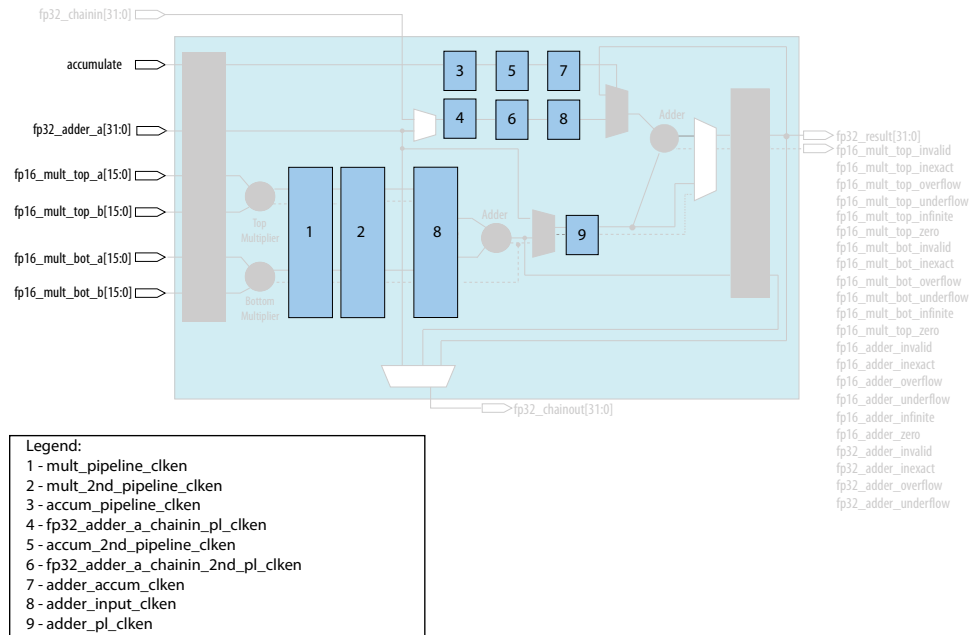 fp32_chainin[31:0]
accumulate
fp32_adder_a[31:0]
fp16_mult_top_a[15:0]
fp16_mult_top_b[15:0]
fp16_mult_bot_a[15:0]
fp16_mult_bot_b[15:0]
3
5
7
4
6
8
Adder
Top
Multiplier
Bottom
Multiplier
1
2
8
Adder
9
fp32_result[31:0]
fp16_mult_top_invalid
fp16_mult_top_inexact
fp16_mult_top_overflow
fp16_mult_top_underflow
fp16_mult_top_infinite
fp16_mult_top_zero
fp16_mult_bot_invalid
fp16_mult_bot_inexact
fp16_mult_bot_overflow
fp16_mult_bot_underflow
fp16_mult_bot_infinite
fp16_mult_top_zero
fp16_adder_invalid
fp16_adder_inexact
fp16_adder_overflow
fp16_adder_underflow
fp16_adder_infinite
fp16_adder_zero
fp32_adder_invalid
fp32_adder_inexact
fp32_adder_overflow
fp32_adder_underflow
fp32_chainout[31:0]
Legend:
1 - mult_pipeline_clken
2 - mult_2nd_pipeline_clken
3 - accum_pipeline_clken
4 - fp32_adder_a_chainin_pl_clken
5 - accum_2nd_pipeline_clken
6 - fp32_adder_a_chainin_2nd_pl_clken
7 - adder_accum_clken
8 - adder_input_clken
9 - adder_pl_clken